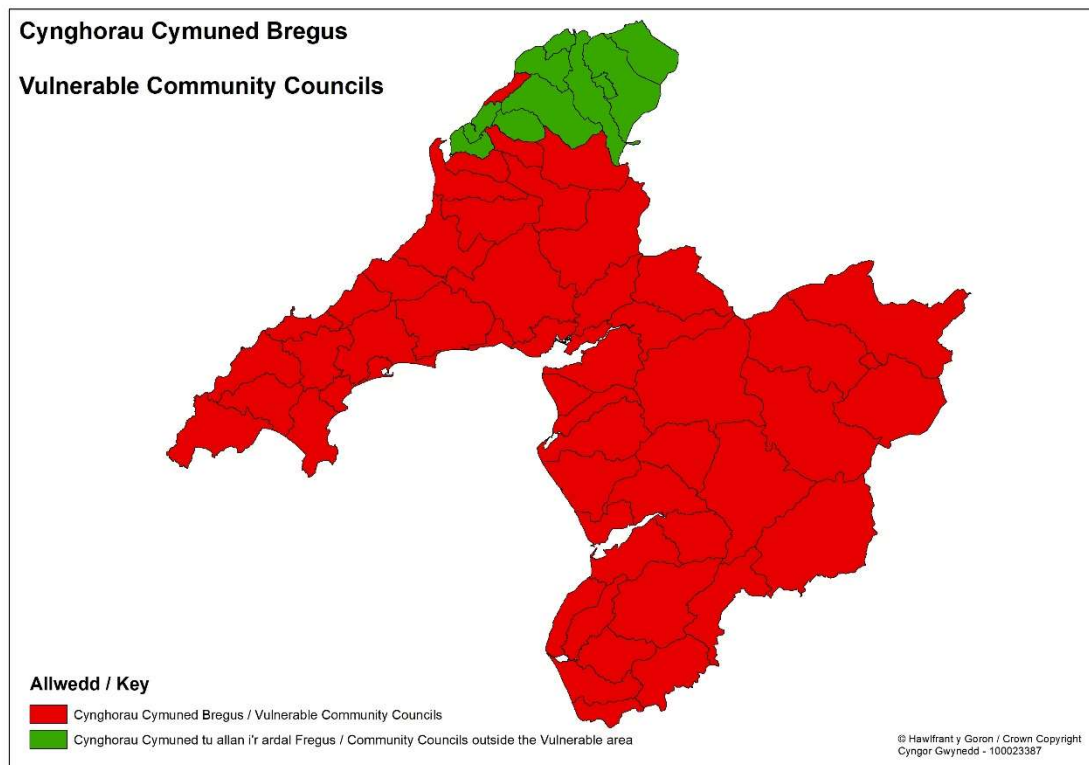 Cynghorau Cymuned Bregus
Vulnerable Community Councils
Allwedd / Key
Cynghorau Cymuned Bregus / Vulnerable Community Councils
Cynghorau Cymuned tu allan i'r ardal Fregus / Community Councils outside the Vulnerable area
© Hawlfraint y Goron / Crown Copyright
Cyngor Gwynedd - 100023387